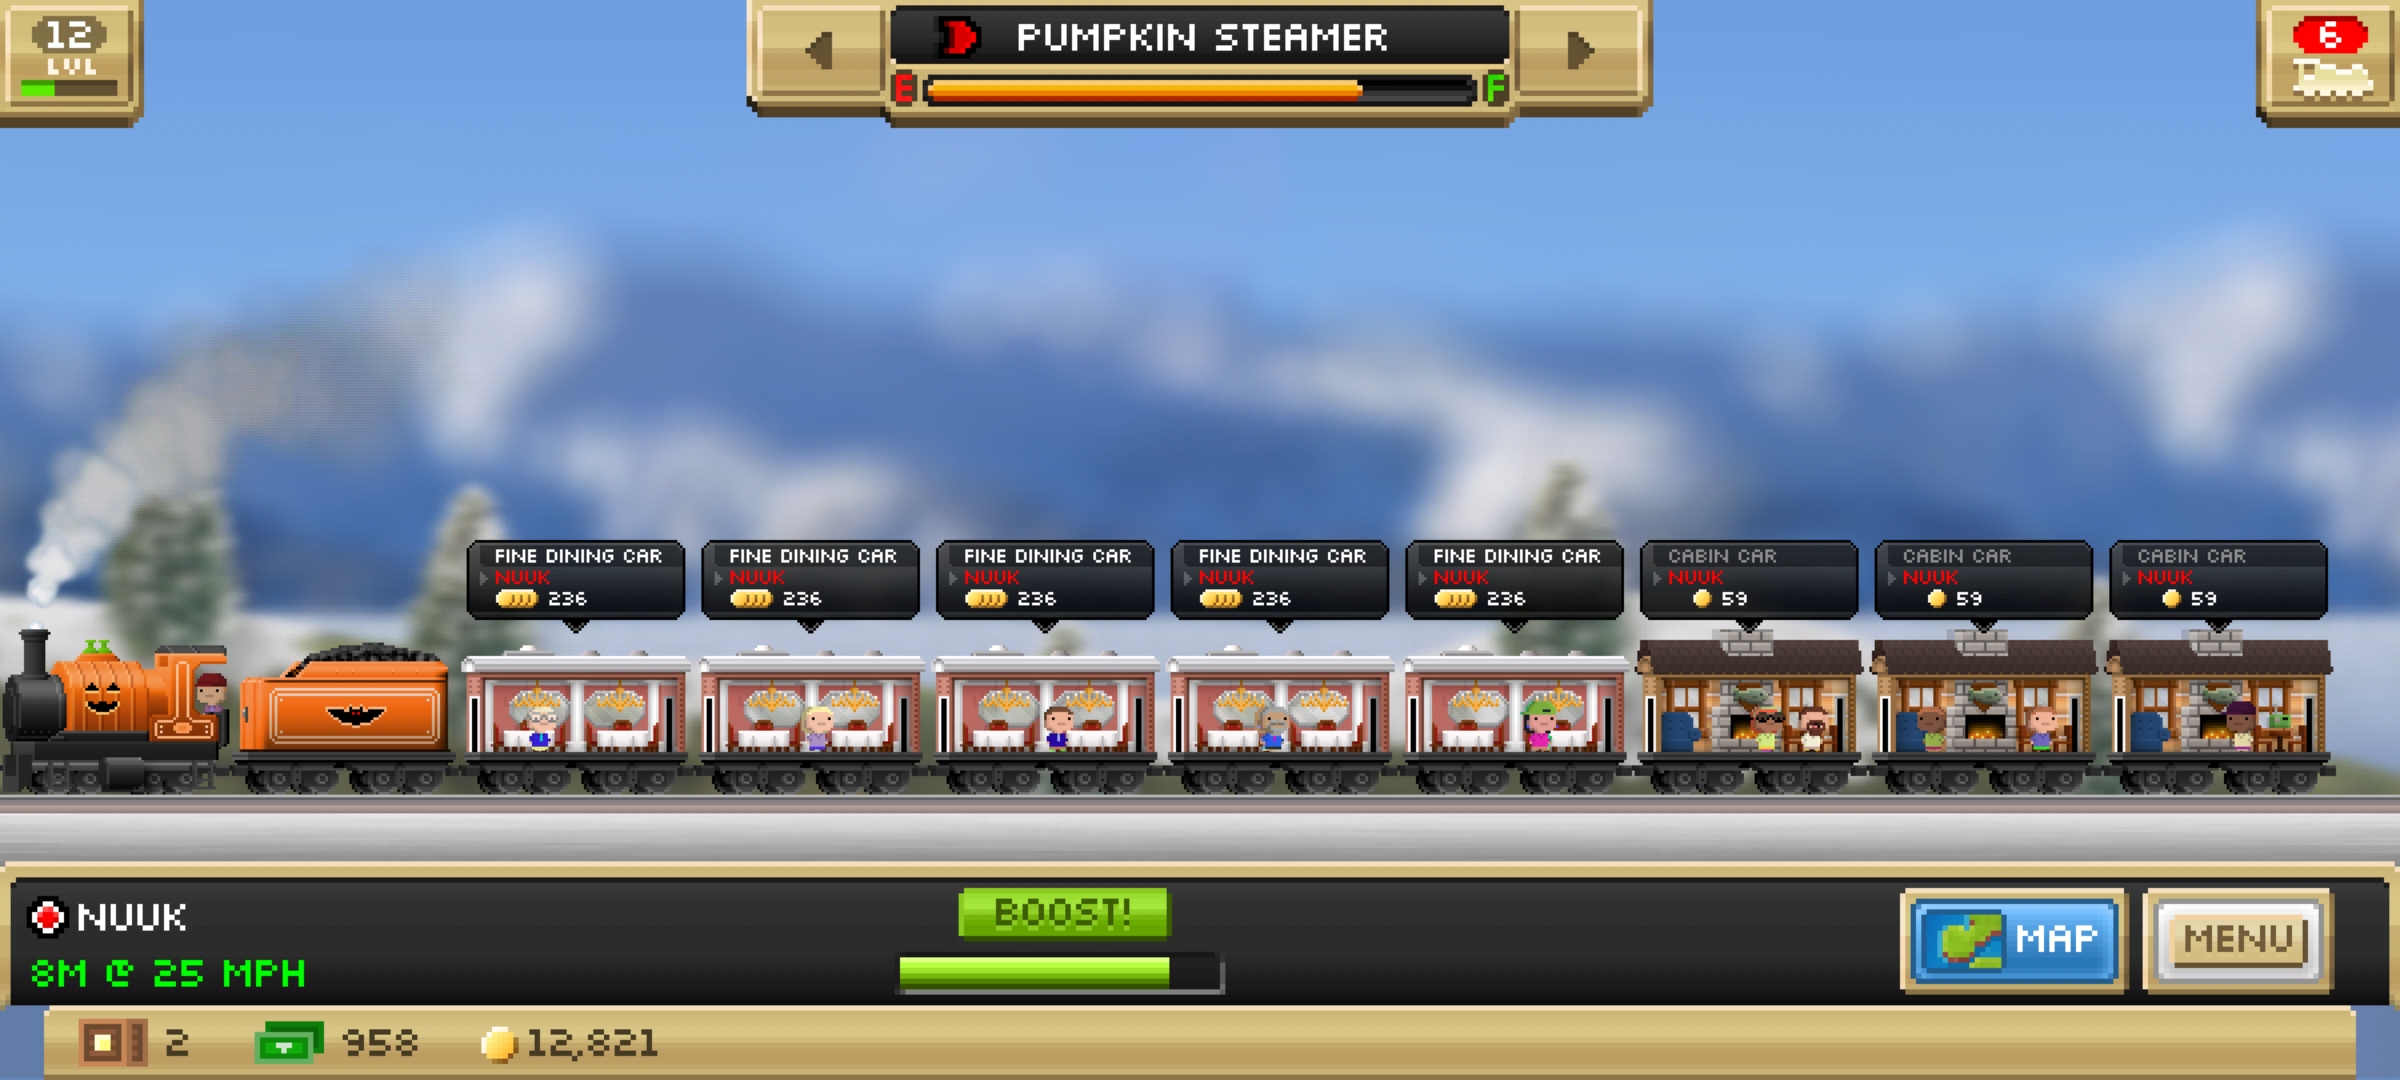 12
LVL
PUMPKIN STEAMER
E
F
6
FINE DINING CAR
NUUK
236
FINE DINING CAR
NUUK
236
FINE DINING CAR
NUUK
236
FINE DINING CAR
NUUK
236
FINE DINING CAR
NUUK
236
CABIN CAR
NUUK
59
CABIN CAR
NUUK
59
CABIN CAR
NUUK
59
NUUK
8M @ 25 MPH
BOOST!
MAP
MENU
2
958
12,821